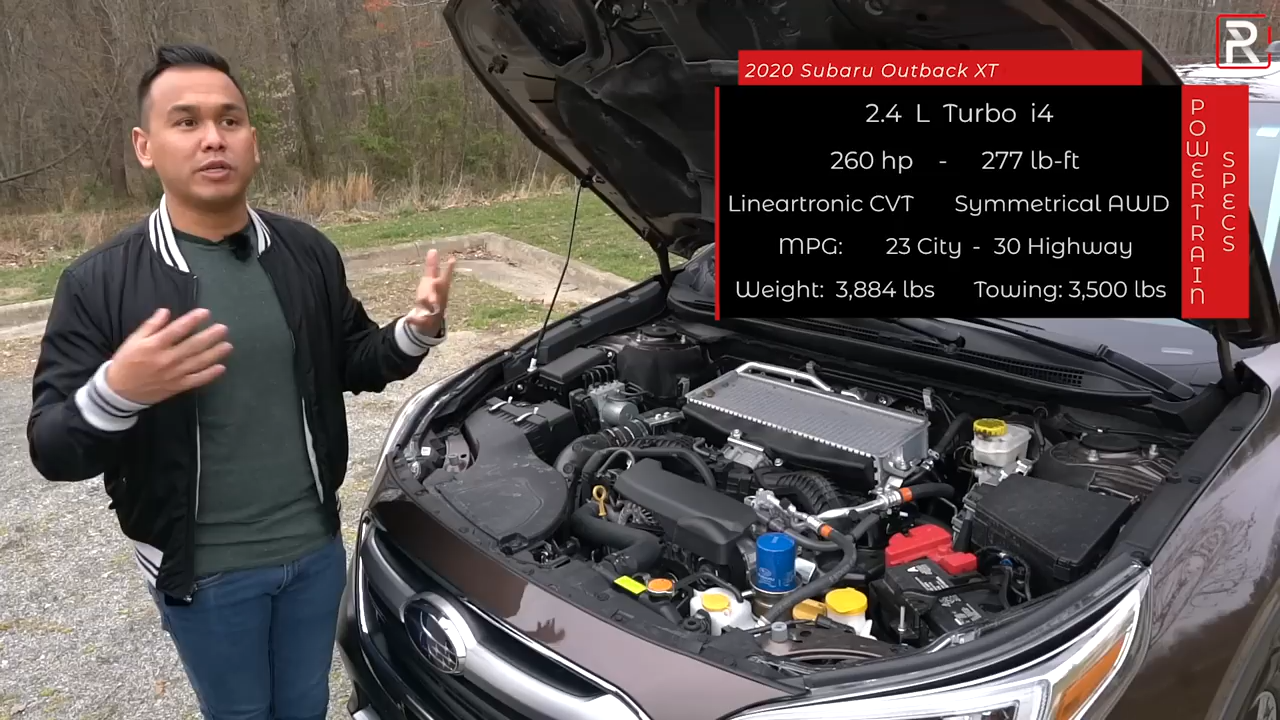 R
2020 Subaru Outback XT
2.4 L Turbo i4
260 hp - 277 lb-ft
Lineartronic CVT Symmetrical AWD
MPG: 23 City - 30 Highway
Weight: 3,884 lbs Towing: 3,500 lbs
POWERTRAIN
SPECS